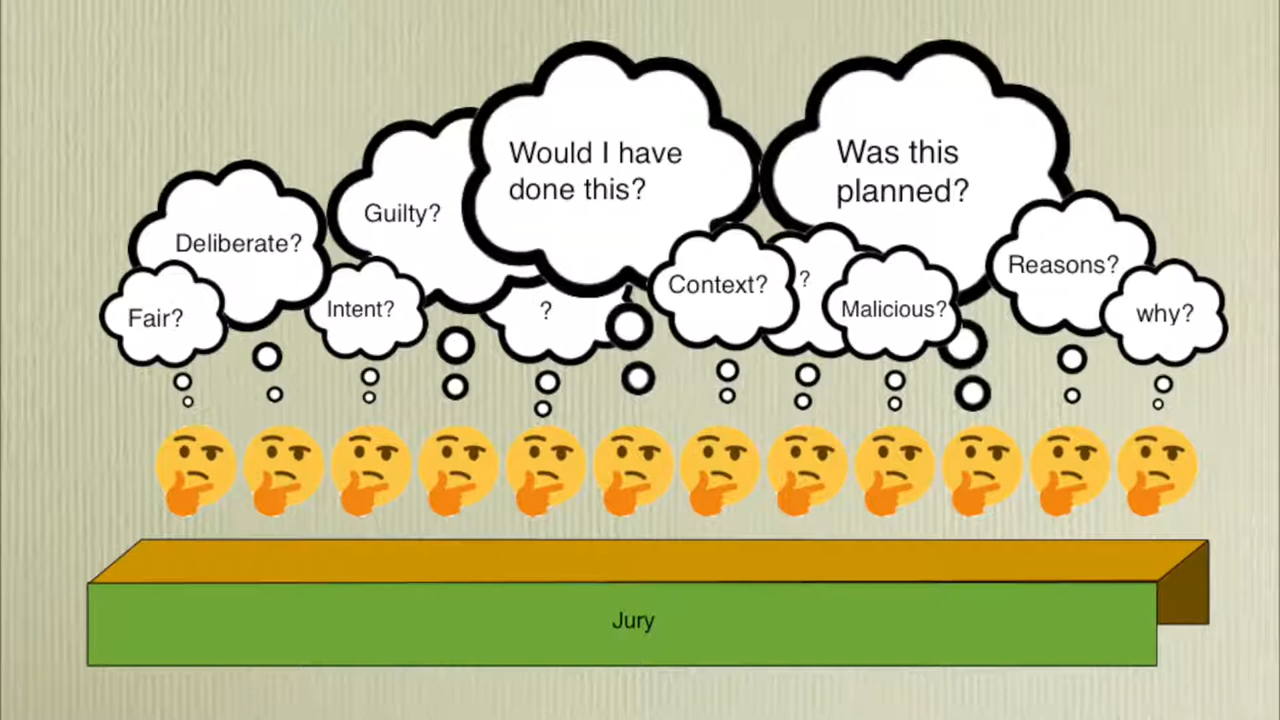 Would I have
done this?
Was this
planned?
Guilty?
Deliberate?
Reasons?
Context?
?
Fair?
Intent?
?
Malicious?
why?
Jury